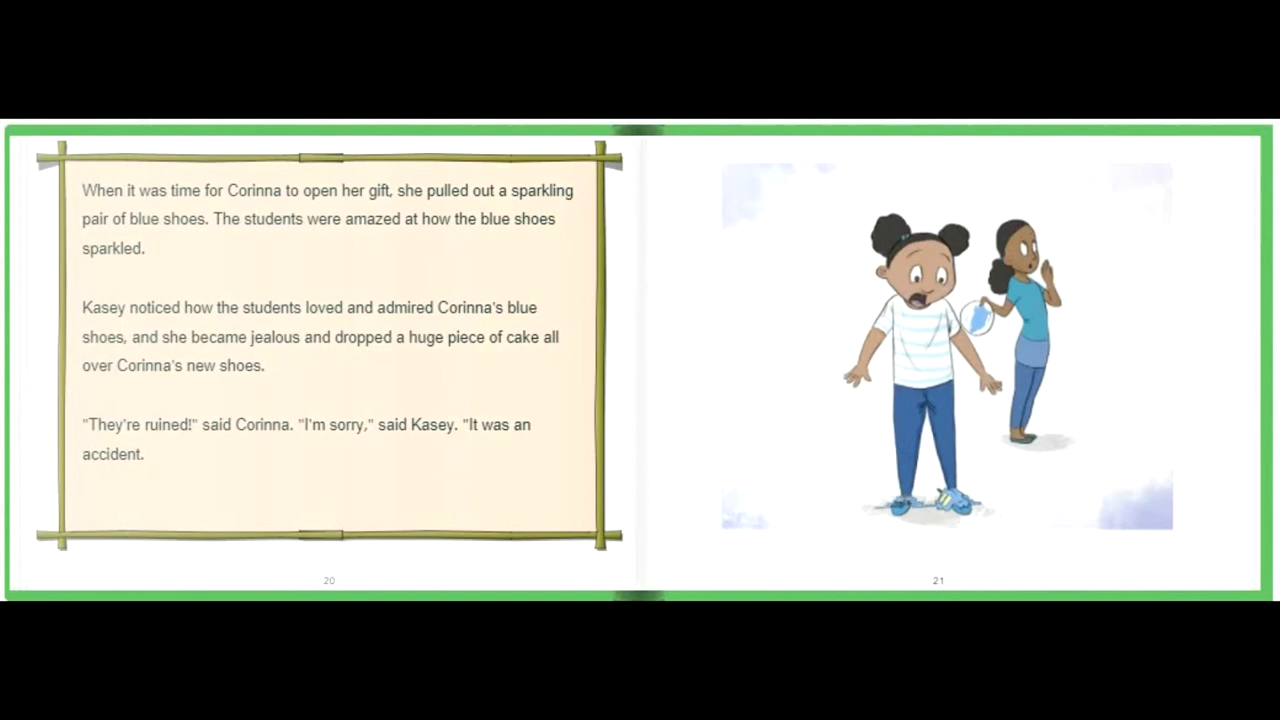 When it was time for Corinna to open her gift, she pulled out a sparkling
pair of blue shoes. The students were amazed at how the blue shoes
sparkled.
Kasey noticed how the students loved and admired Corinna's blue
shoes, and she became jealous and dropped a huge piece of cake all
over Corinna's new shoes.
"They're ruined!" said Corinna. "I'm sorry," said Kasey. "It was an
accident.
20
21